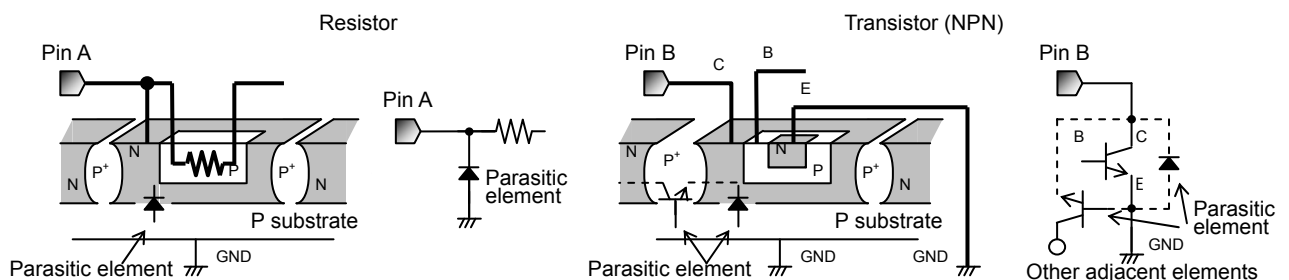 Resistor
Transistor (NPN)
Pin A
Pin B
C
B
E
Pin B
Pin A
N
P
P+
P+
N
N
Parasitic element
P substrate
Parasitic element
GND
N
P+
N
P
P+
N
P substrate
Parasitic element
GND
B
C
E
Parasitic element
GND
Other adjacent elements